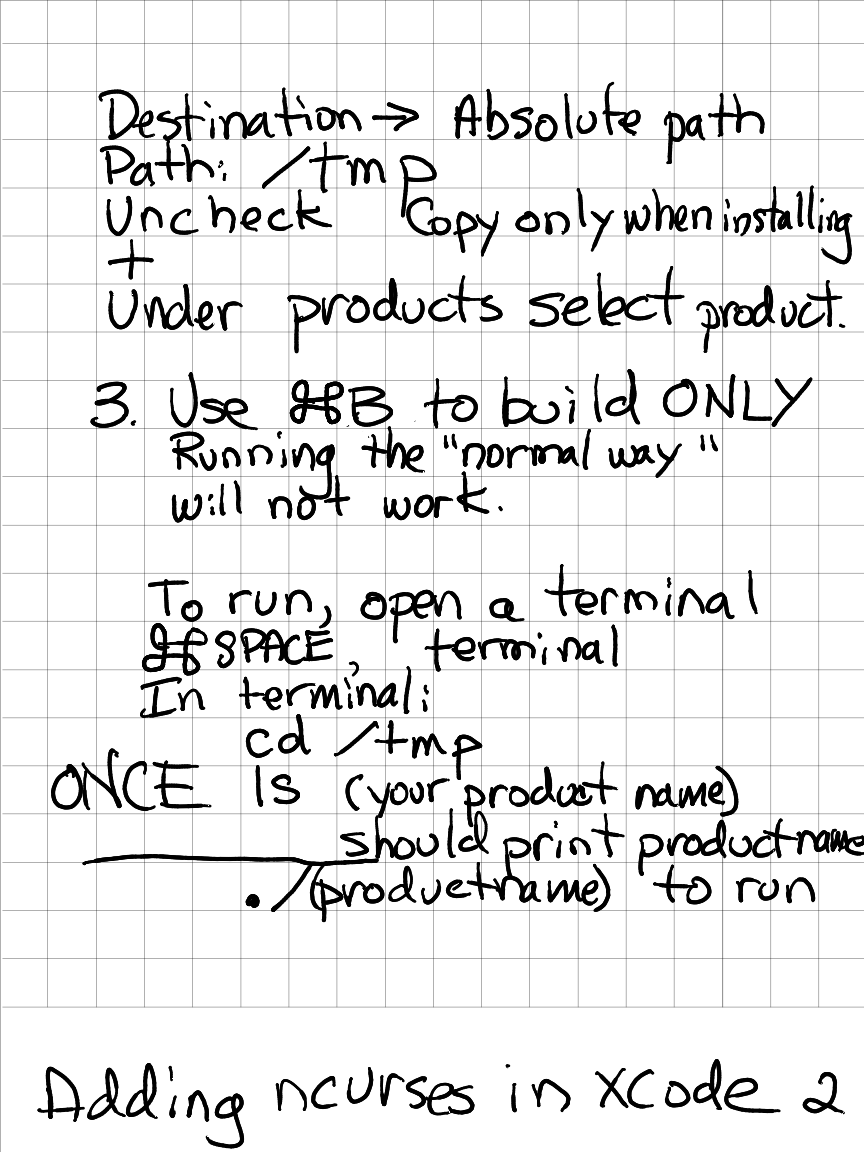 Destination → Absolute path
Path: /tmp
Uncheck Copy only when installing
+
Under products select product.
3. Use ⌘B to build ONLY
Running the "normal way"
will not work.
To run, open a terminal
⌘SPACE, terminal
In terminal:
cd /tmp
ONCE ls (your product name)
should print productname
./(productname) to run
Adding ncurses in XCode 2